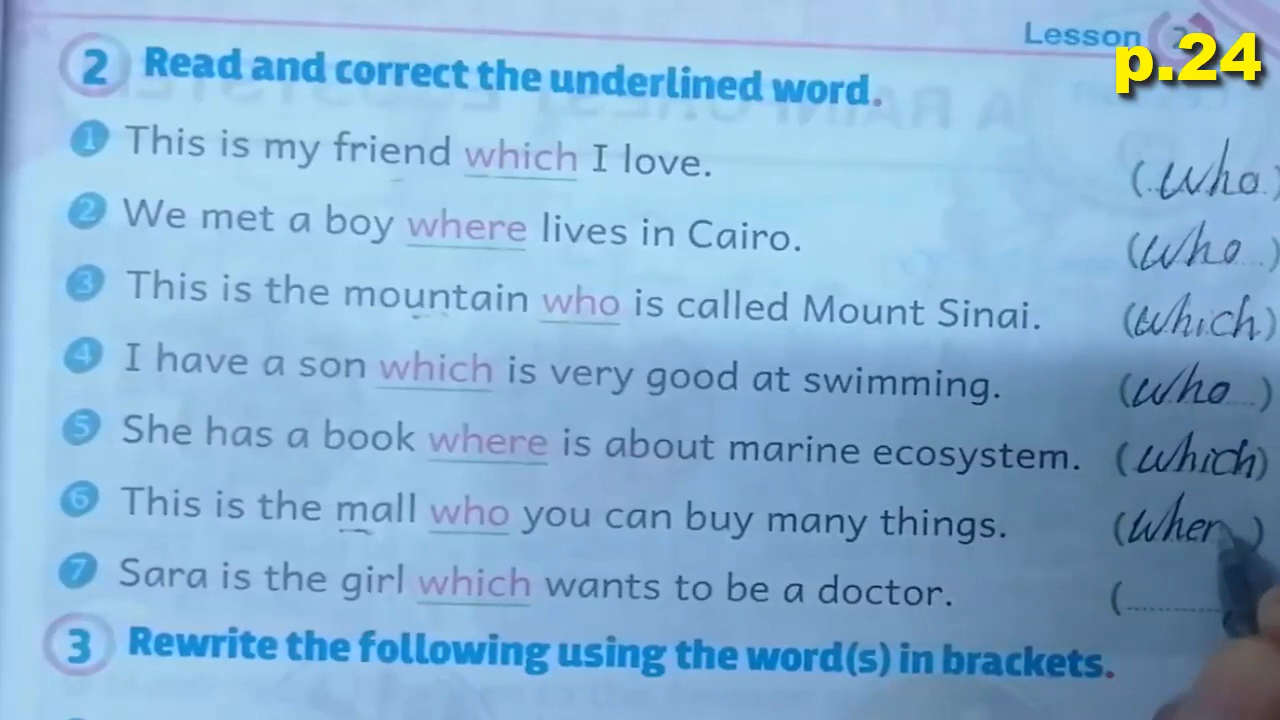 Lesson 2
p.24
2 Read and correct the underlined word.
1 This is my friend which I love. (who)
2 We met a boy where lives in Cairo. (who)
3 This is the mountain who is called Mount Sinai. (which)
4 I have a son which is very good at swimming. (who)
5 She has a book where is about marine ecosystem. (which)
6 This is the mall who you can buy many things. (wher )
7 Sara is the girl which wants to be a doctor. (............
3 Rewrite the following using the word(s) in brackets.